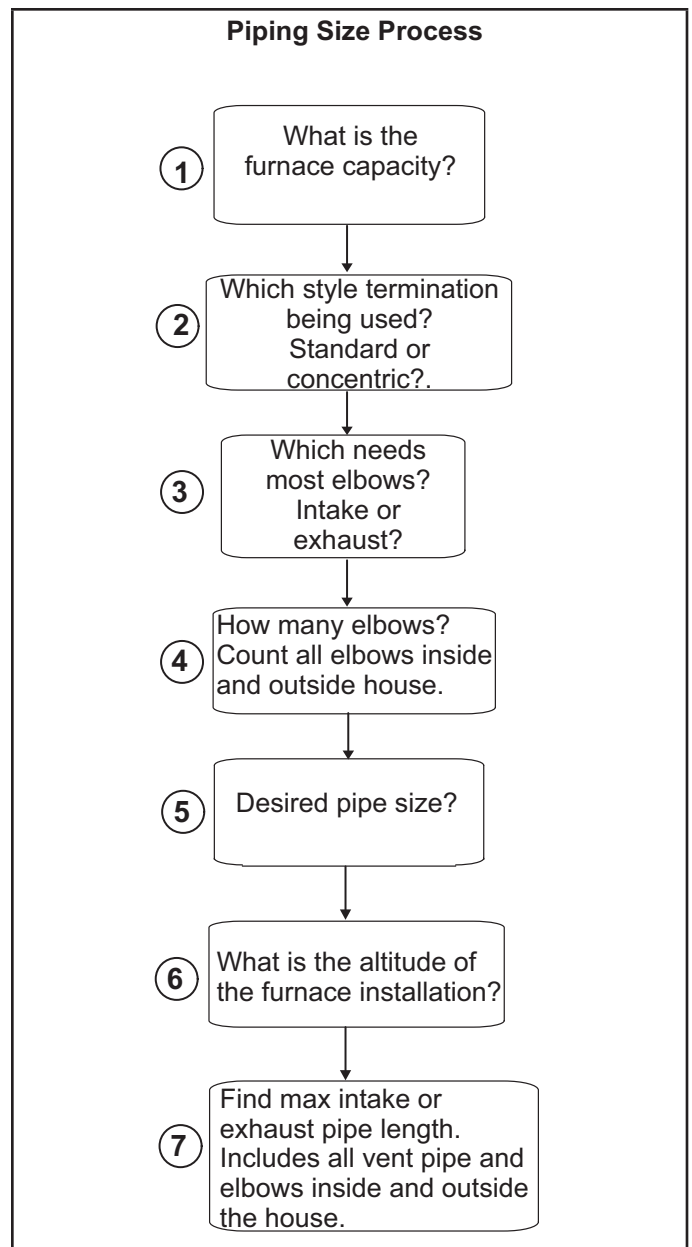 Piping Size Process
1
What is the
furnace capacity?
2
Which style termination
being used?
Standard or
concentric?.
3
Which needs
most elbows?
Intake or
exhaust?
4
How many elbows?
Count all elbows inside
and outside house.
5
Desired pipe size?
6
What is the altitude of
the furnace installation?
7
Find max intake or
exhaust pipe length.
Includes all vent pipe and
elbows inside and outside
the house.